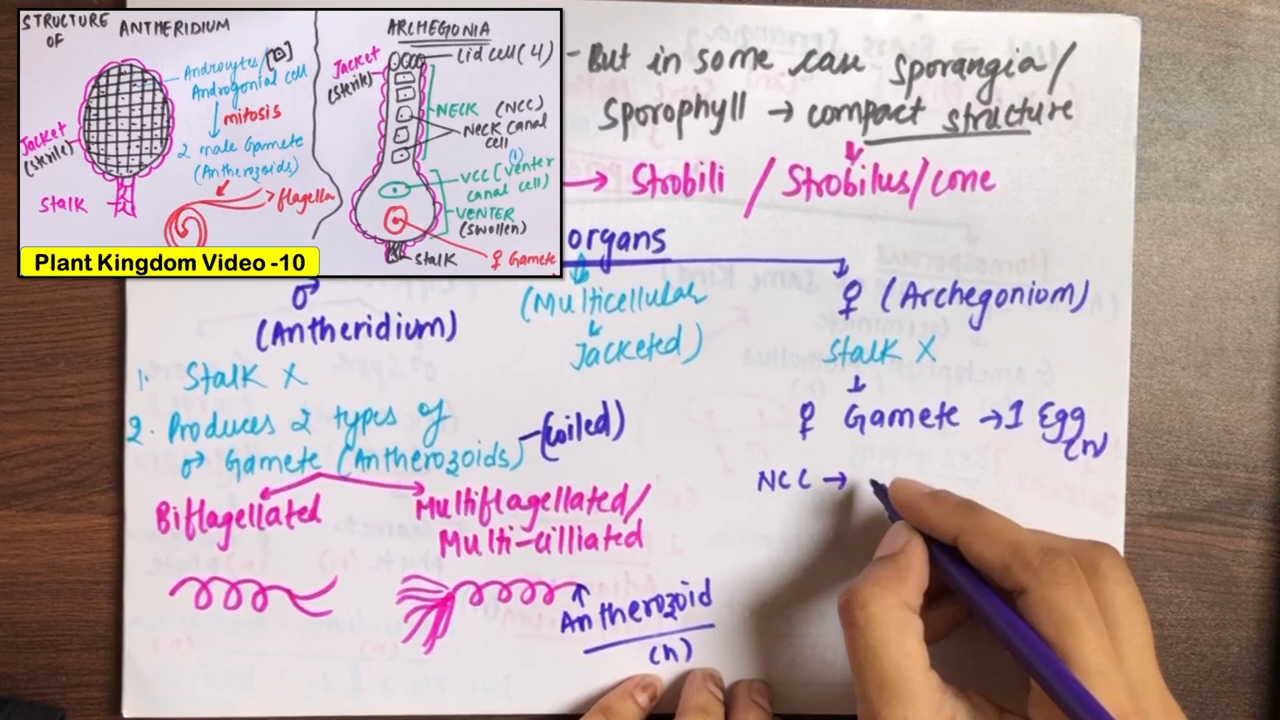 STRUCTURE OF ANTHERIDIUM
Androcytes/
Androgonial cell
mitosis
2 male Gamete
(Antherozoids)
flagella
Jacket
(sterile)
Stalk
ARCHEGONIA
Jacket
(sterile)
Lid cell (4)
NECK
(NCC)
Neck canal
cell
(1)
VCC (Venter
canal cell)
VENTER
(swollen)
♀ Gamete
Stalk
Plant Kingdom Video -10
- But in some case Sporangia/
Sporophyll → compact structure
→ Strobili / Strobilus/cone
organs
♂
(Antheridium)
(Multicellular
Jacketed)
♀ (Archegonium)
Stalk X
♀ Gamete → 1 Egg
(n)
NCC →
1. Stalk X
2. Produces 2 types of
♂ Gamete (Antherozoids) - (coiled)
Biflagellated
Multiflagellated/
Multi-cilliated
Antherozoid
(n)